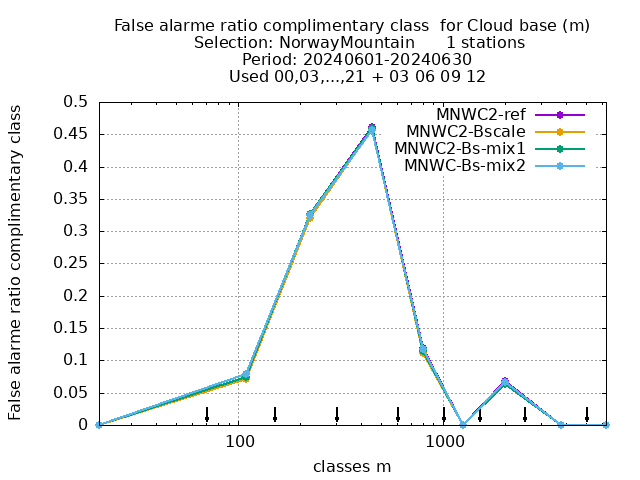 False alarme ratio complimentary class  for Cloud base (m)
Selection: NorwayMountain      1 stations
Period: 20240601-20240630
Used 00,03,...,21 + 03 06 09 12
False alarme ratio complimentary class
0.5
0.45
0.4
0.35
0.3
0.25
0.2
0.15
0.1
0.05
0
MNWC2-ref
MNWC2-Bscale
MNWC2-Bs-mix1
MNWC-Bs-mix2
100
1000
classes m